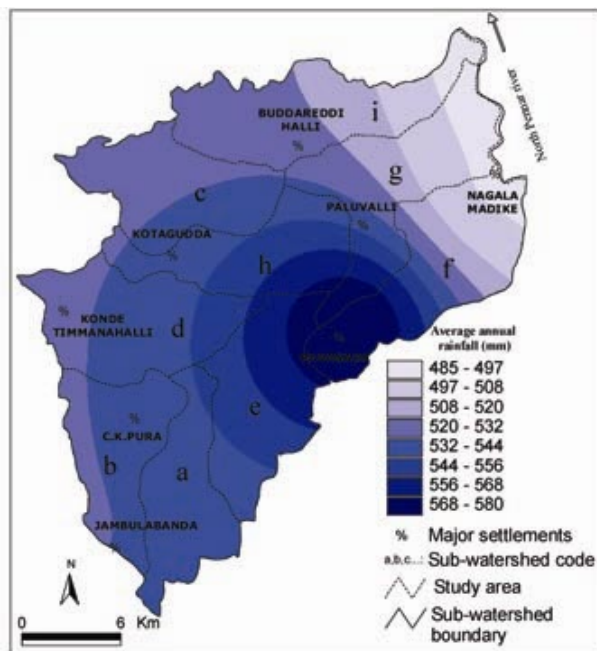 North Pennar river
i
BUDDAREDDI
HALLI
%
g
%
NAGALA
MADIKE
c
PALUVALLI
%
KOTAGUDDA
%
h
f
%
KONDE
TIMMANAHALLI
d
%
Average annual
rainfall (mm)
485 - 497
497 - 508
508 - 520
520 - 532
532 - 544
544 - 556
556 - 568
568 - 580
e
%
C.K.PURA
b
a
JAMBULABANDA
%
% Major settlements
a,b,c...: Sub-watershed code
Study area
Sub-watershed
boundary
N
0 6 Km